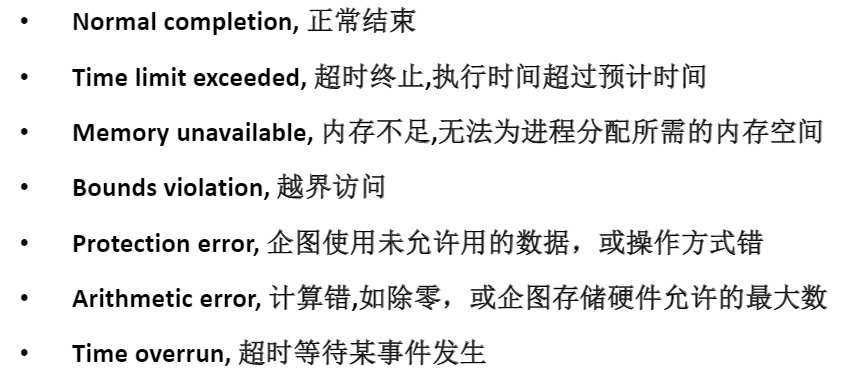 • Normal completion, 正常结束
• Time limit exceeded, 超时终止,执行时间超过预计时间
• Memory unavailable, 内存不足,无法为进程分配所需的内存空间
• Bounds violation, 越界访问
• Protection error, 企图使用未允许用的数据，或操作方式错
• Arithmetic error, 计算错,如除零，或企图存储硬件允许的最大数
• Time overrun, 超时等待某事件发生